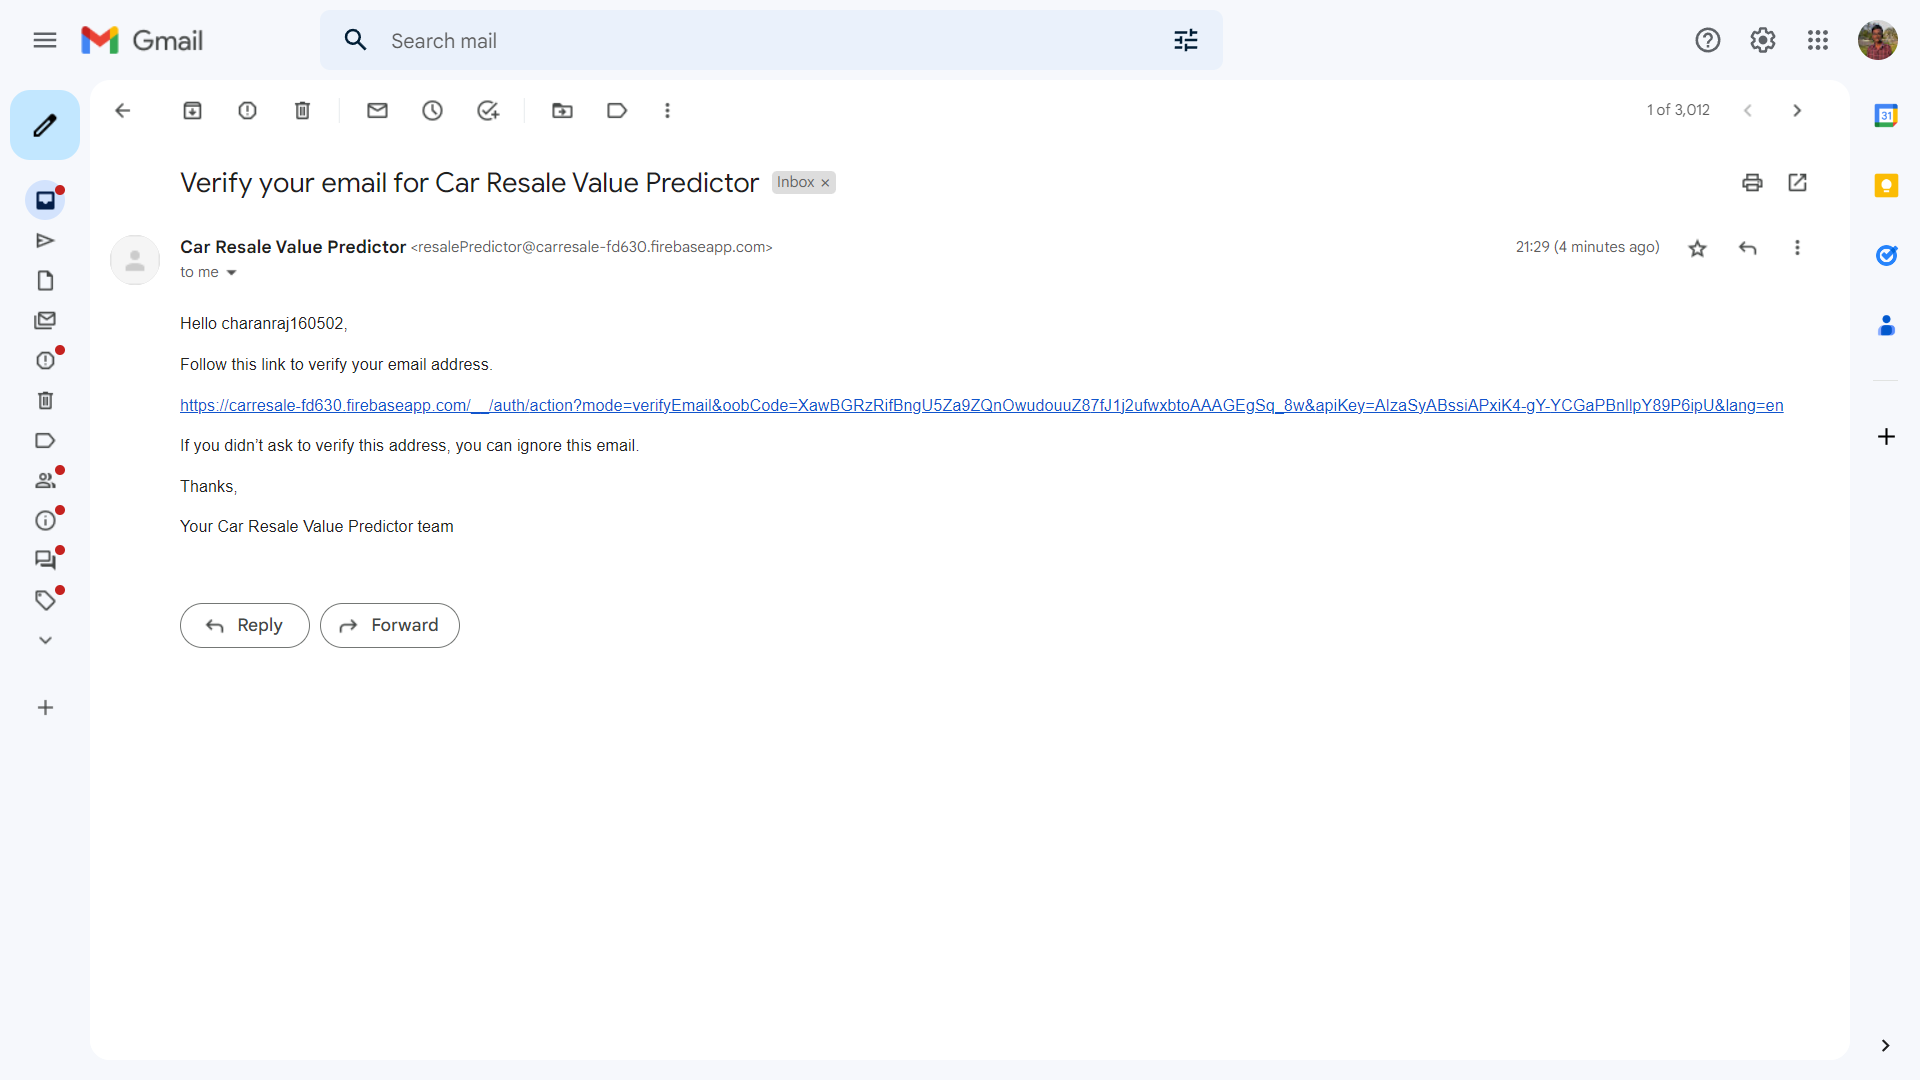 Gmail
Search mail
1 of 3,012
Verify your email for Car Resale Value Predictor
Inbox ×
Car Resale Value Predictor <resalePredictor@carresale-fd630.firebaseapp.com>
21:29 (4 minutes ago)
to me
Hello charanraj160502,
Follow this link to verify your email address.
https://carresale-fd630.firebaseapp.com/__/auth/action?mode=verifyEmail&oobCode=XawBGRzRifBngU5Za9ZQnOwudouuZ87fJ1j2ufwxbtoAAAGEgSq_8w&apiKey=AIzaSyABssiAPxiK4-gY-YCGaPBnllpY89P6ipU&lang=en
If you didn’t ask to verify this address, you can ignore this email.
Thanks,
Your Car Resale Value Predictor team
Reply
Forward
31